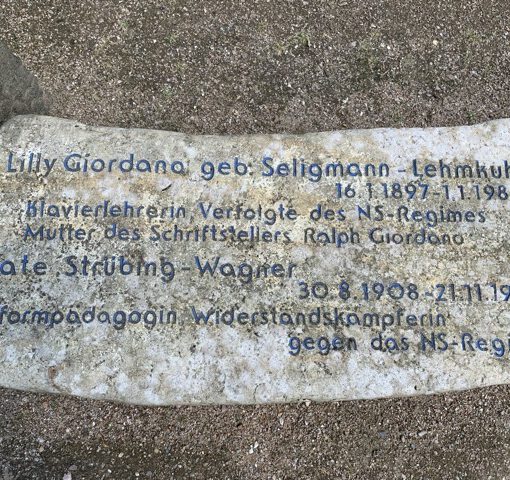 Lilly Giordano geb. Seligmann-Lehmkuh
16.1.1897-1.1.198
Klavierlehrerin, Verfolgte des NS-Regimes
Mutter des Schriftstellers Ralph Giordano
ate Strübing-Wagner
30.8.1908-21.11.19
formpädagogin, Widerstandskämpferin
gegen das NS-Regi